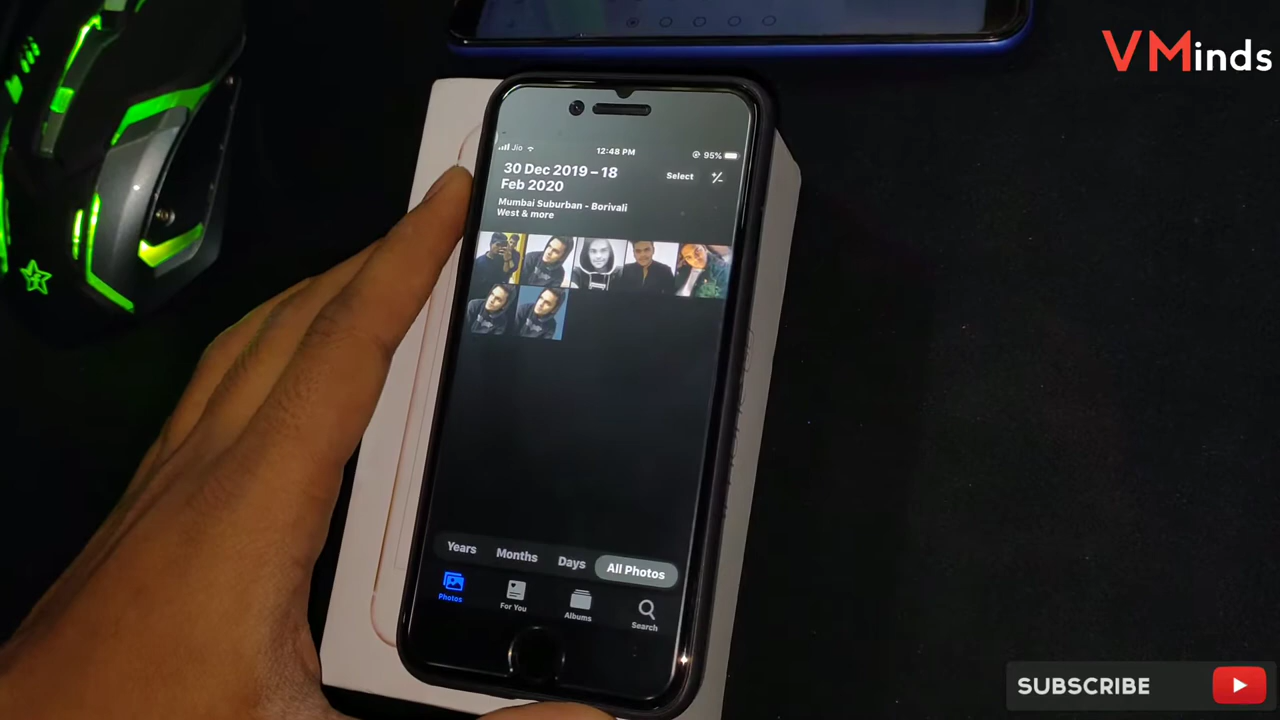 VMinds
Jio
12:48 PM
95%
30 Dec 2019 – 18
Feb 2020
Select
Mumbai Suburban - Borivali
West & more
Years
Months
Days
All Photos
Photos
For You
Albums
Search
SUBSCRIBE